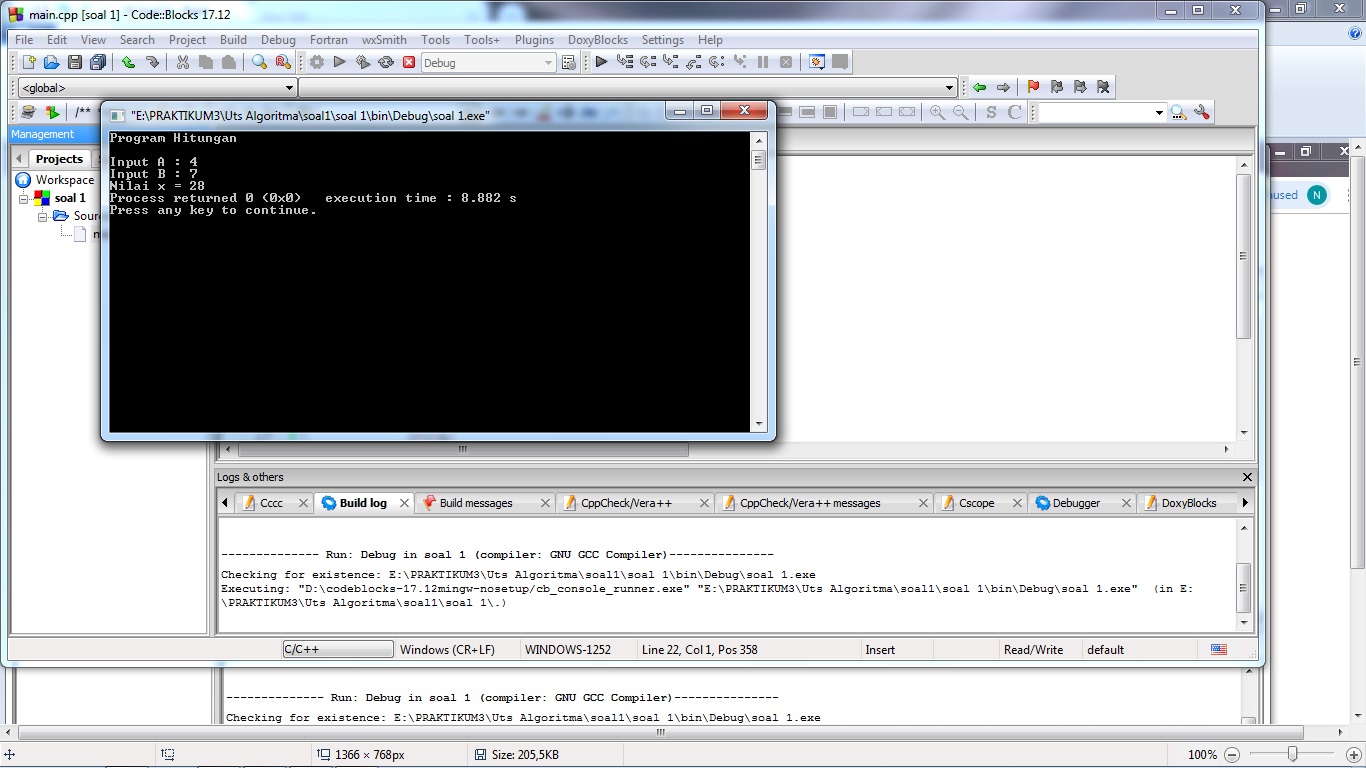 main.cpp [soal 1] - Code::Blocks 17.12
File Edit View Search Project Build Debug Fortran wxSmith Tools Tools+ Plugins DoxyBlocks Settings Help
Debug
<global>
/**
S C
"E:\PRAKTIKUM3\Uts Algoritma\soal1\soal 1\bin\Debug\soal 1.exe"
Management
Projects
Workspace
soal 1
Program Hitungan
Input A : 4
Input B : 7
Nilai x = 28
Process returned 0 (0x0)   execution time : 8.882 s
Press any key to continue.
N
Logs & others
Cccc Build log Build messages CppCheck/Vera++ CppCheck/Vera++ messages Cscope Debugger DoxyBlocks
-------------- Run: Debug in soal 1 (compiler: GNU GCC Compiler)---------------
Checking for existence: E:\PRAKTIKUM3\Uts Algoritma\soal1\soal 1\bin\Debug\soal 1.exe
Executing: "D:\codeblocks-17.12mingw-nosetup/cb_console_runner.exe" "E:\PRAKTIKUM3\Uts Algoritma\soal1\soal 1\bin\Debug\soal 1.exe"  (in E:
\PRAKTIKUM3\Uts Algoritma\soal1\soal 1\.)
C/C++ Windows (CR+LF) WINDOWS-1252 Line 22, Col 1, Pos 358 Insert Read/Write default
-------------- Run: Debug in soal 1 (compiler: GNU GCC Compiler)---------------
Checking for existence: E:\PRAKTIKUM3\Uts Algoritma\soal1\soal 1\bin\Debug\soal 1.exe
1366 × 768px Size: 205,5KB 100%